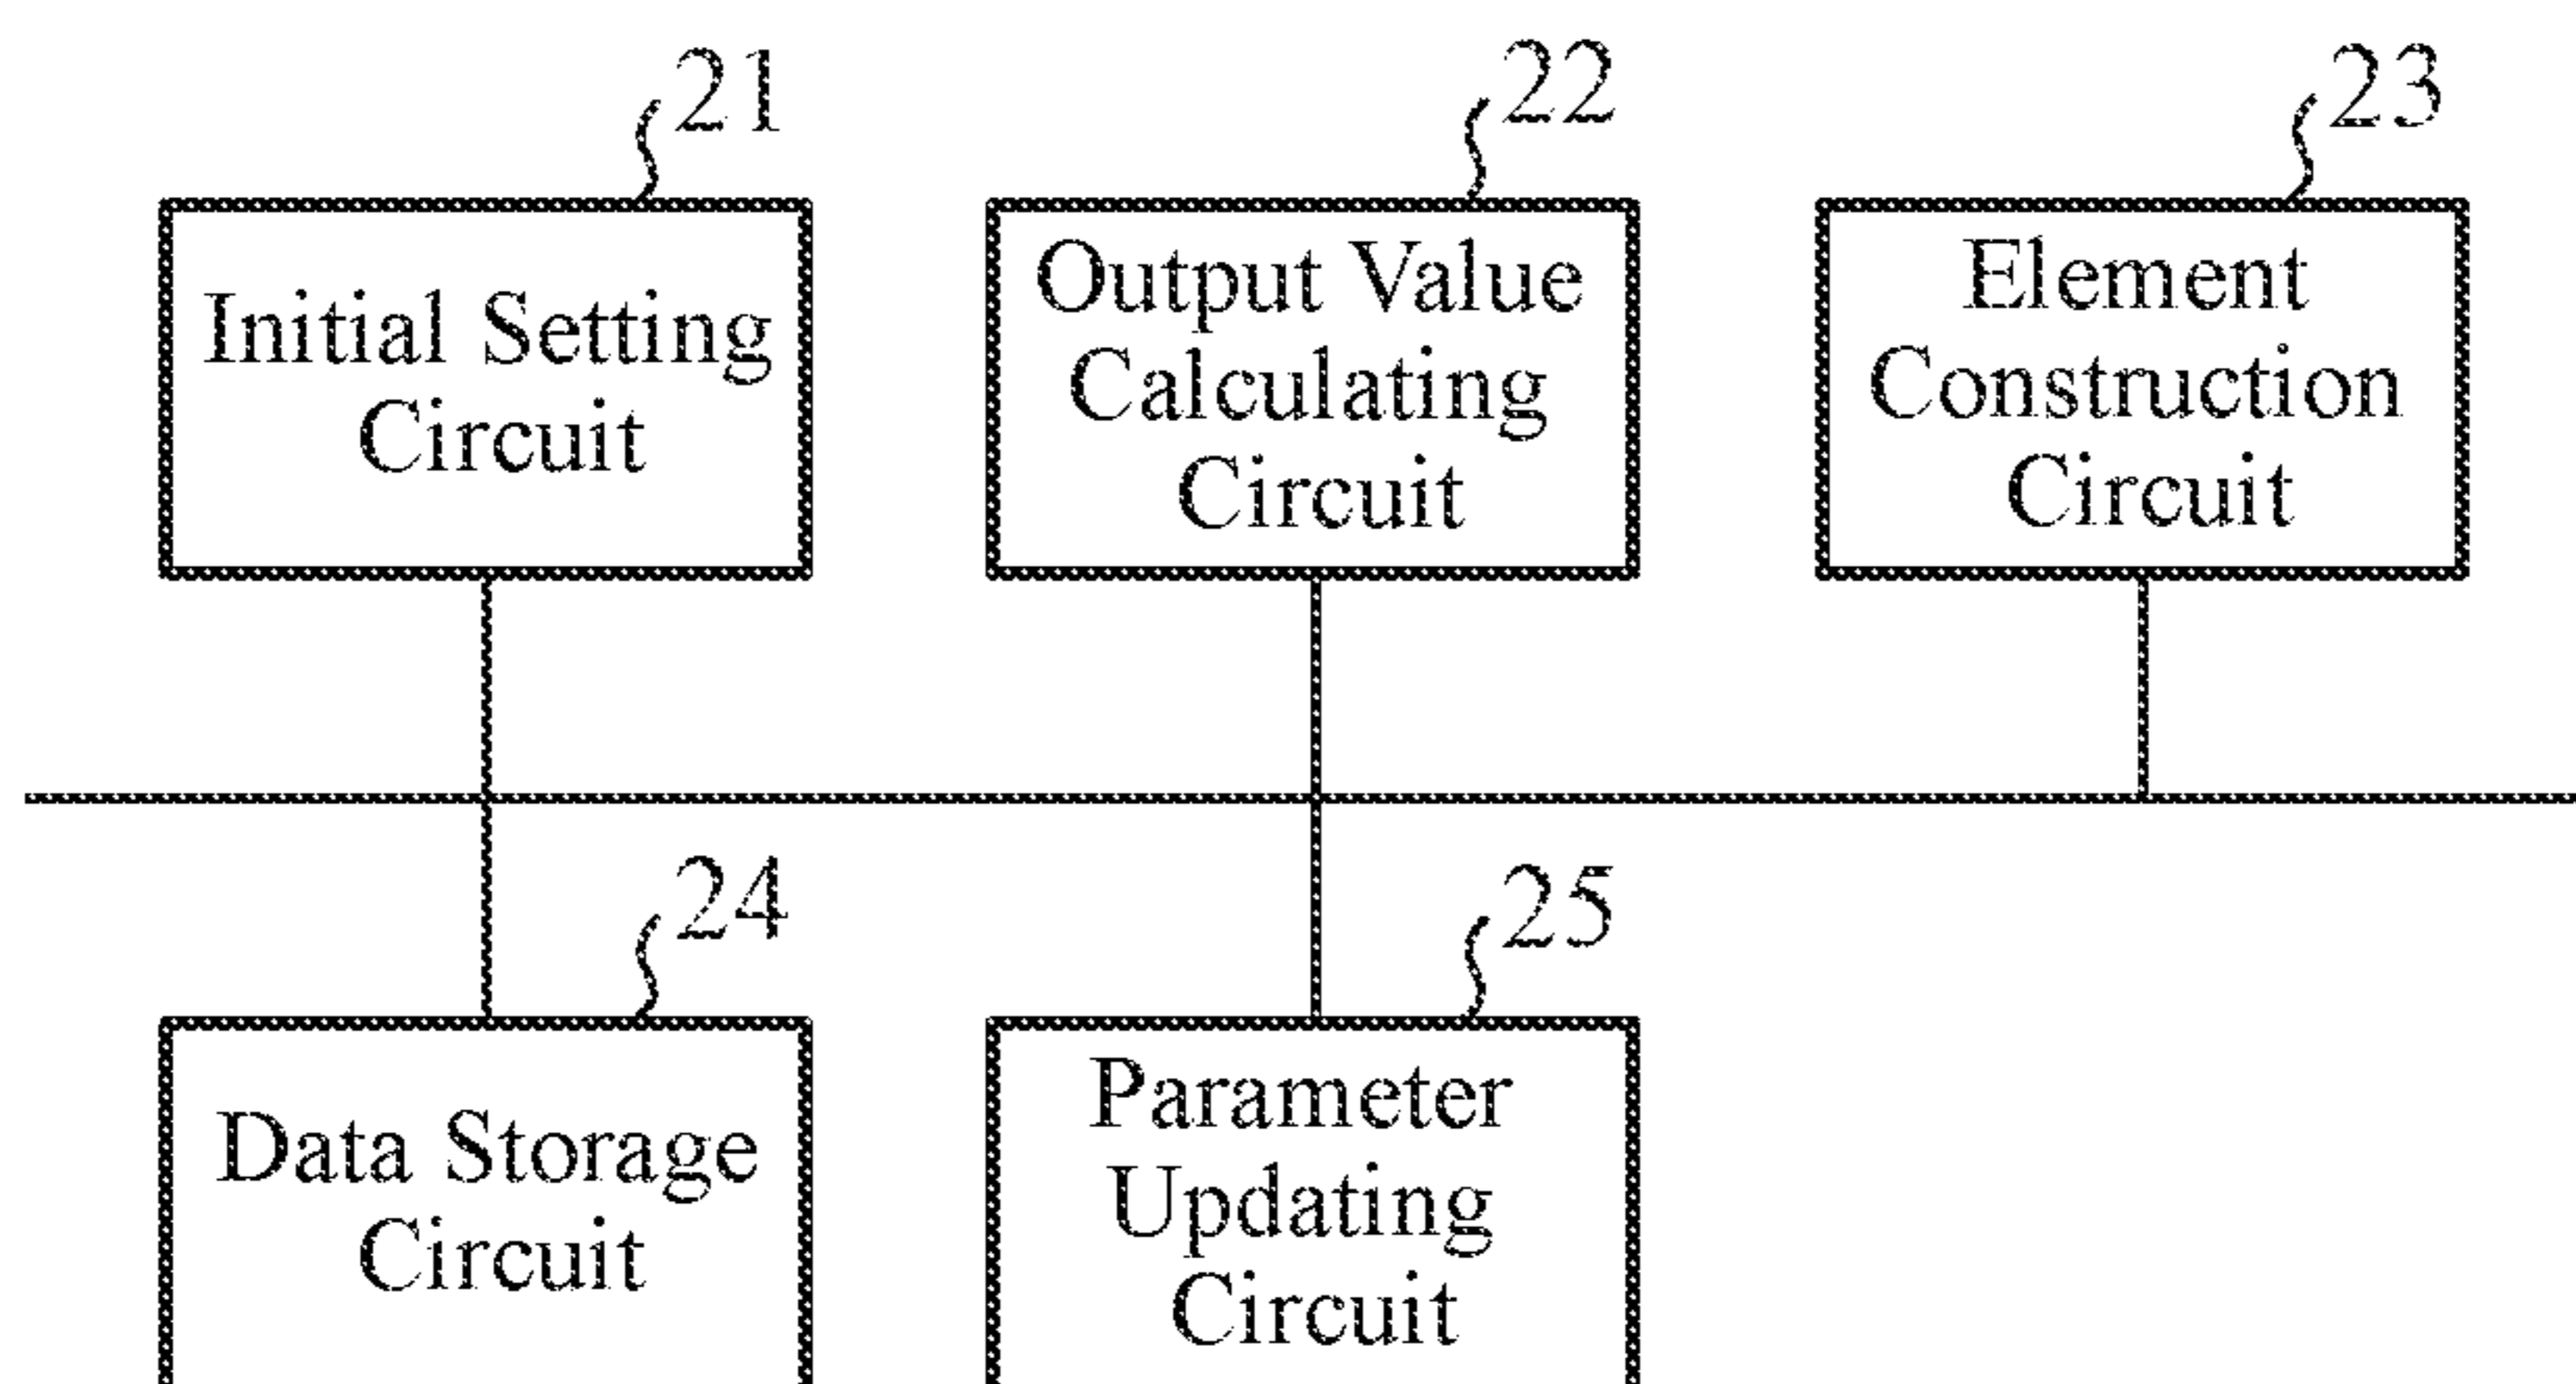 21
22
23
Initial Setting
Circuit
Output Value
Calculating
Circuit
Element
Construction
Circuit
24
25
Data Storage
Circuit
Parameter
Updating
Circuit